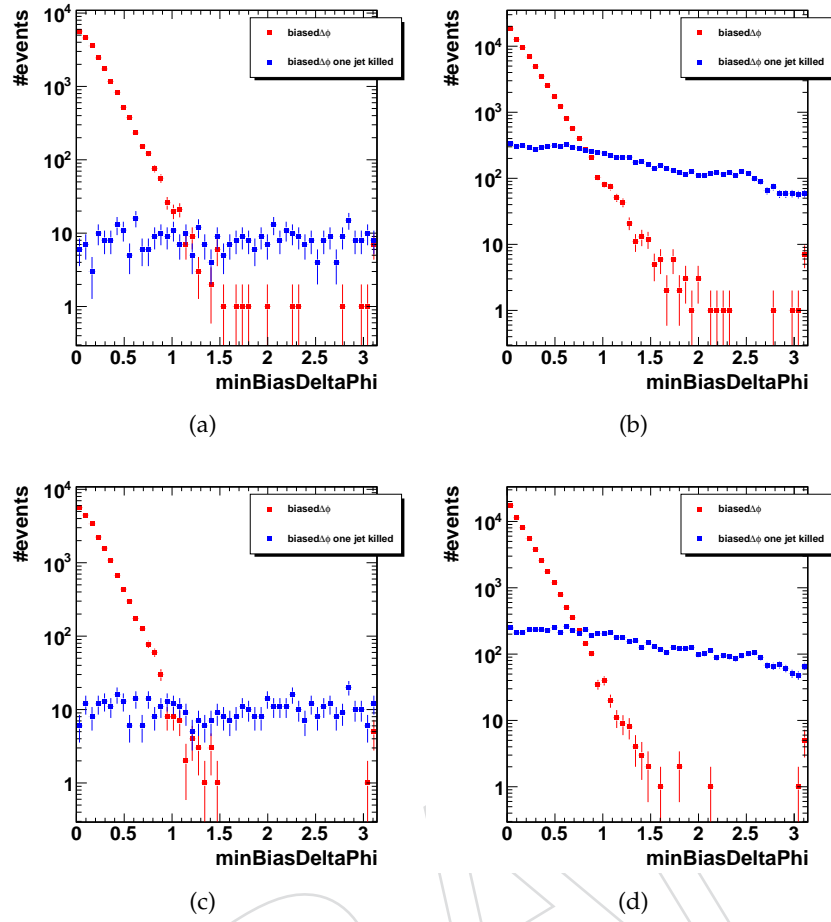 #events
10⁴
10³
10²
10
1
biasedΔϕ
biasedΔϕ one jet killed
0 0.5 1 1.5 2 2.5 3
minBiasDeltaPhi
(a)
#events
10⁴
10³
10²
10
1
biasedΔϕ
biasedΔϕ one jet killed
0 0.5 1 1.5 2 2.5 3
minBiasDeltaPhi
(b)
#events
10⁴
10³
10²
10
1
biasedΔϕ
biasedΔϕ one jet killed
0 0.5 1 1.5 2 2.5 3
minBiasDeltaPhi
(c)
#events
10⁴
10³
10²
10
1
biasedΔϕ
biasedΔϕ one jet killed
0 0.5 1 1.5 2 2.5 3
minBiasDeltaPhi
(d)